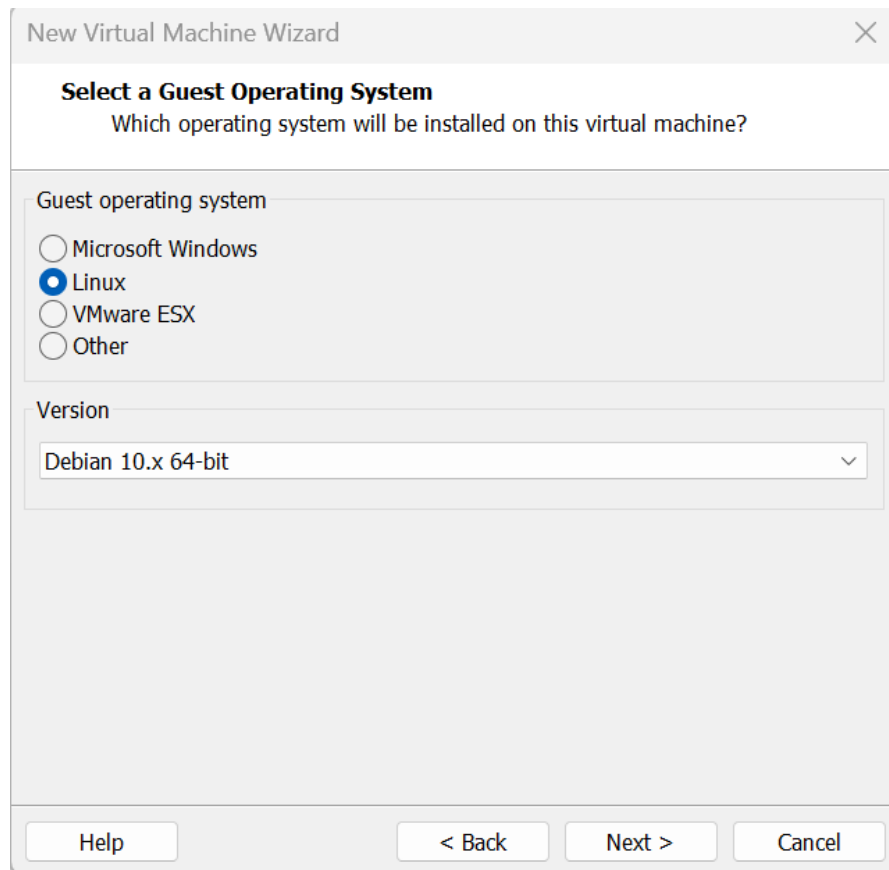 New Virtual Machine Wizard
Select a Guest Operating System
Which operating system will be installed on this virtual machine?
Guest operating system
Microsoft Windows
Linux
VMware ESX
Other
Version
Debian 10.x 64-bit
Help
< Back
Next >
Cancel